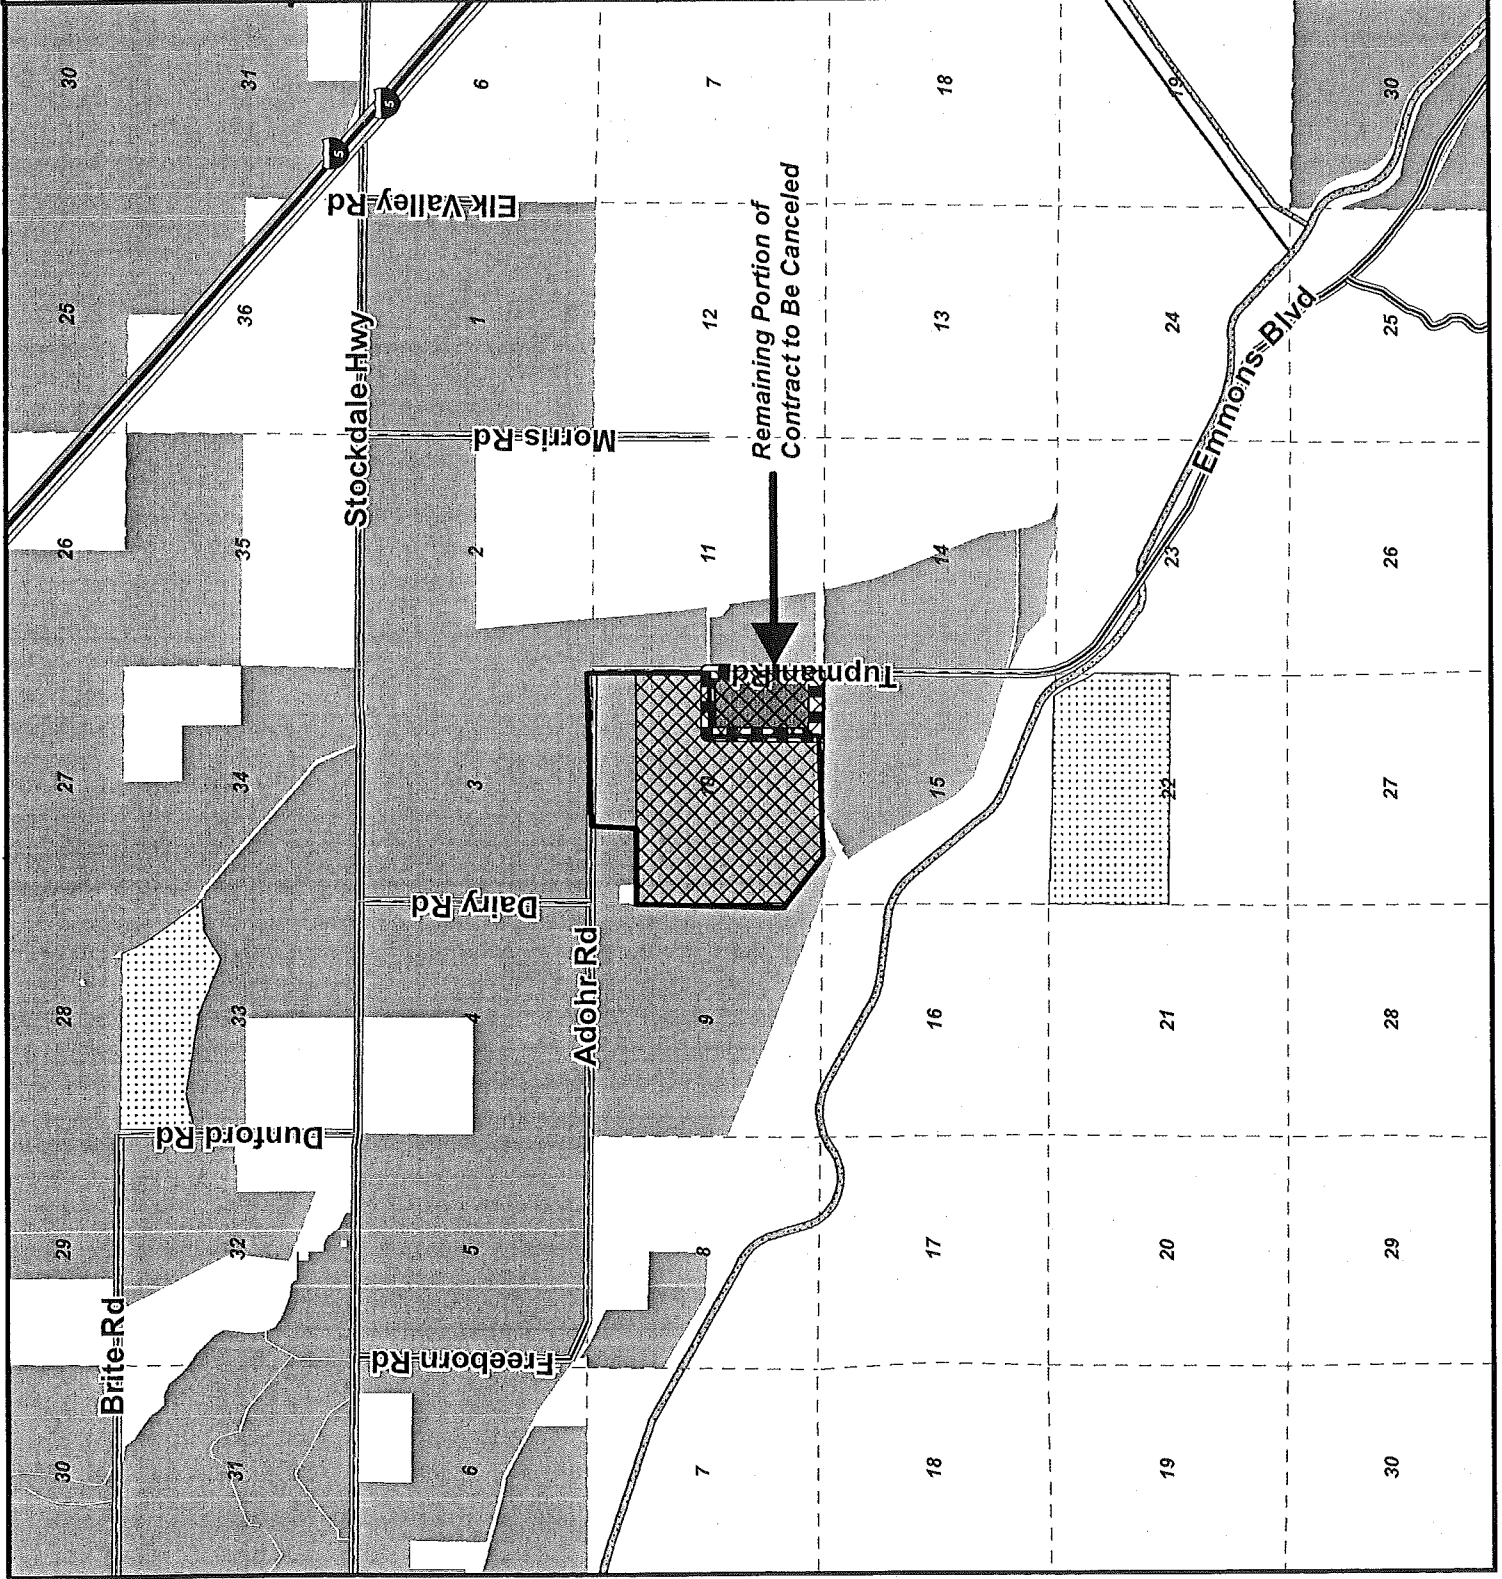 30 29 28 27 26 25 30
Brite Rd
31 32 33 34 35 36 31
Dunford Rd
5
5
Stockdale Hwy
Elk Valley Rd
6 5 4 3 2 1 6
Freeborn Rd
Dairy Rd
Morris Rd
Adohr Rd
7 8 9 10 11 12 7
Remaining Portion of
Contract to Be Canceled
Tupman Rd
18 17 16 15 14 13 18
19 20 21 22 23 24 19
Emmons Blvd
30 29 28 27 26 25 30